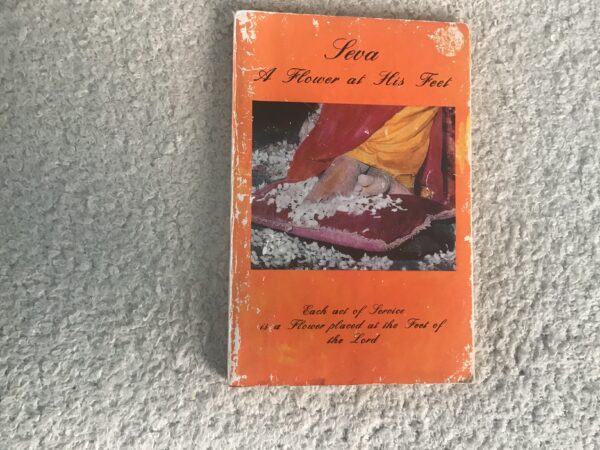 Seva
A Flower at His Feet
Each act of Service
is a Flower placed at the Feet of
the Lord